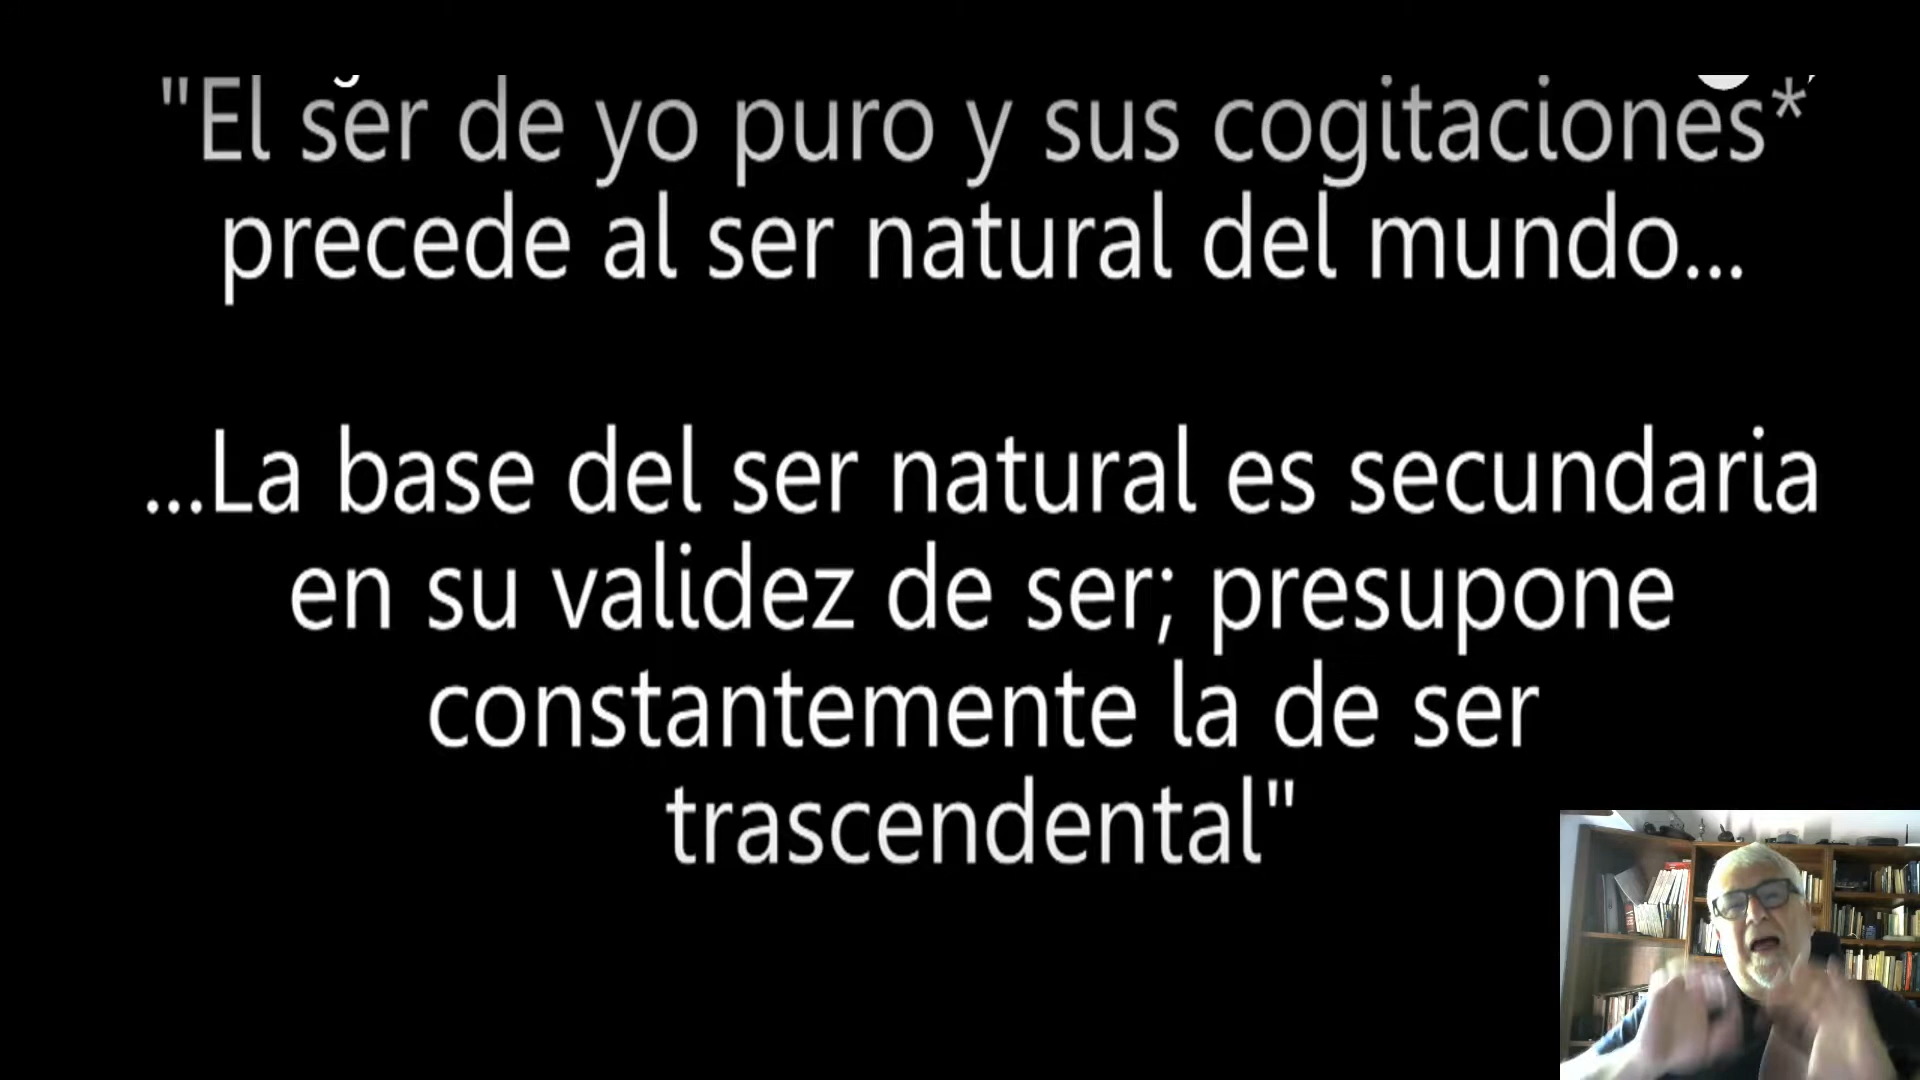 "El ser de yo puro y sus cogitaciones*
precede al ser natural del mundo...
...La base del ser natural es secundaria
en su validez de ser; presupone
constantemente la de ser
trascendental"